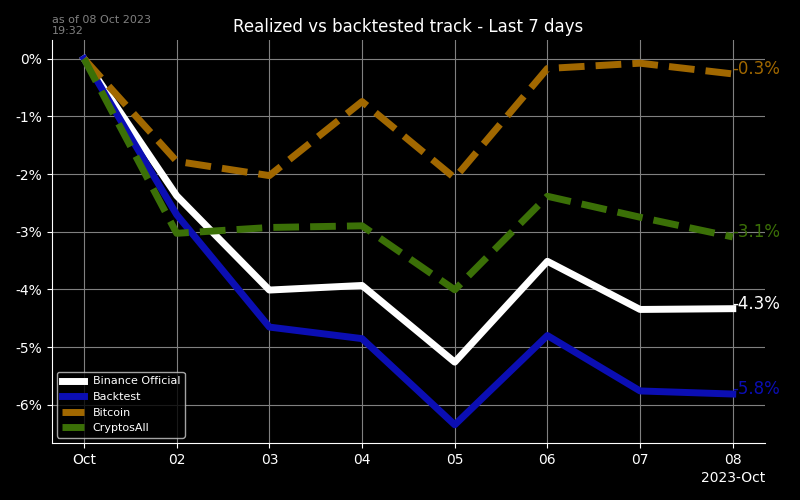 as of 08 Oct 2023
19:32
Realized vs backtested track - Last 7 days
0%
-1%
-2%
-3%
-4%
-5%
-6%
-0.3%
-3.1%
-4.3%
-5.8%
Binance Official
Backtest
Bitcoin
CryptosAll
Oct 02 03 04 05 06 07 08
2023-Oct